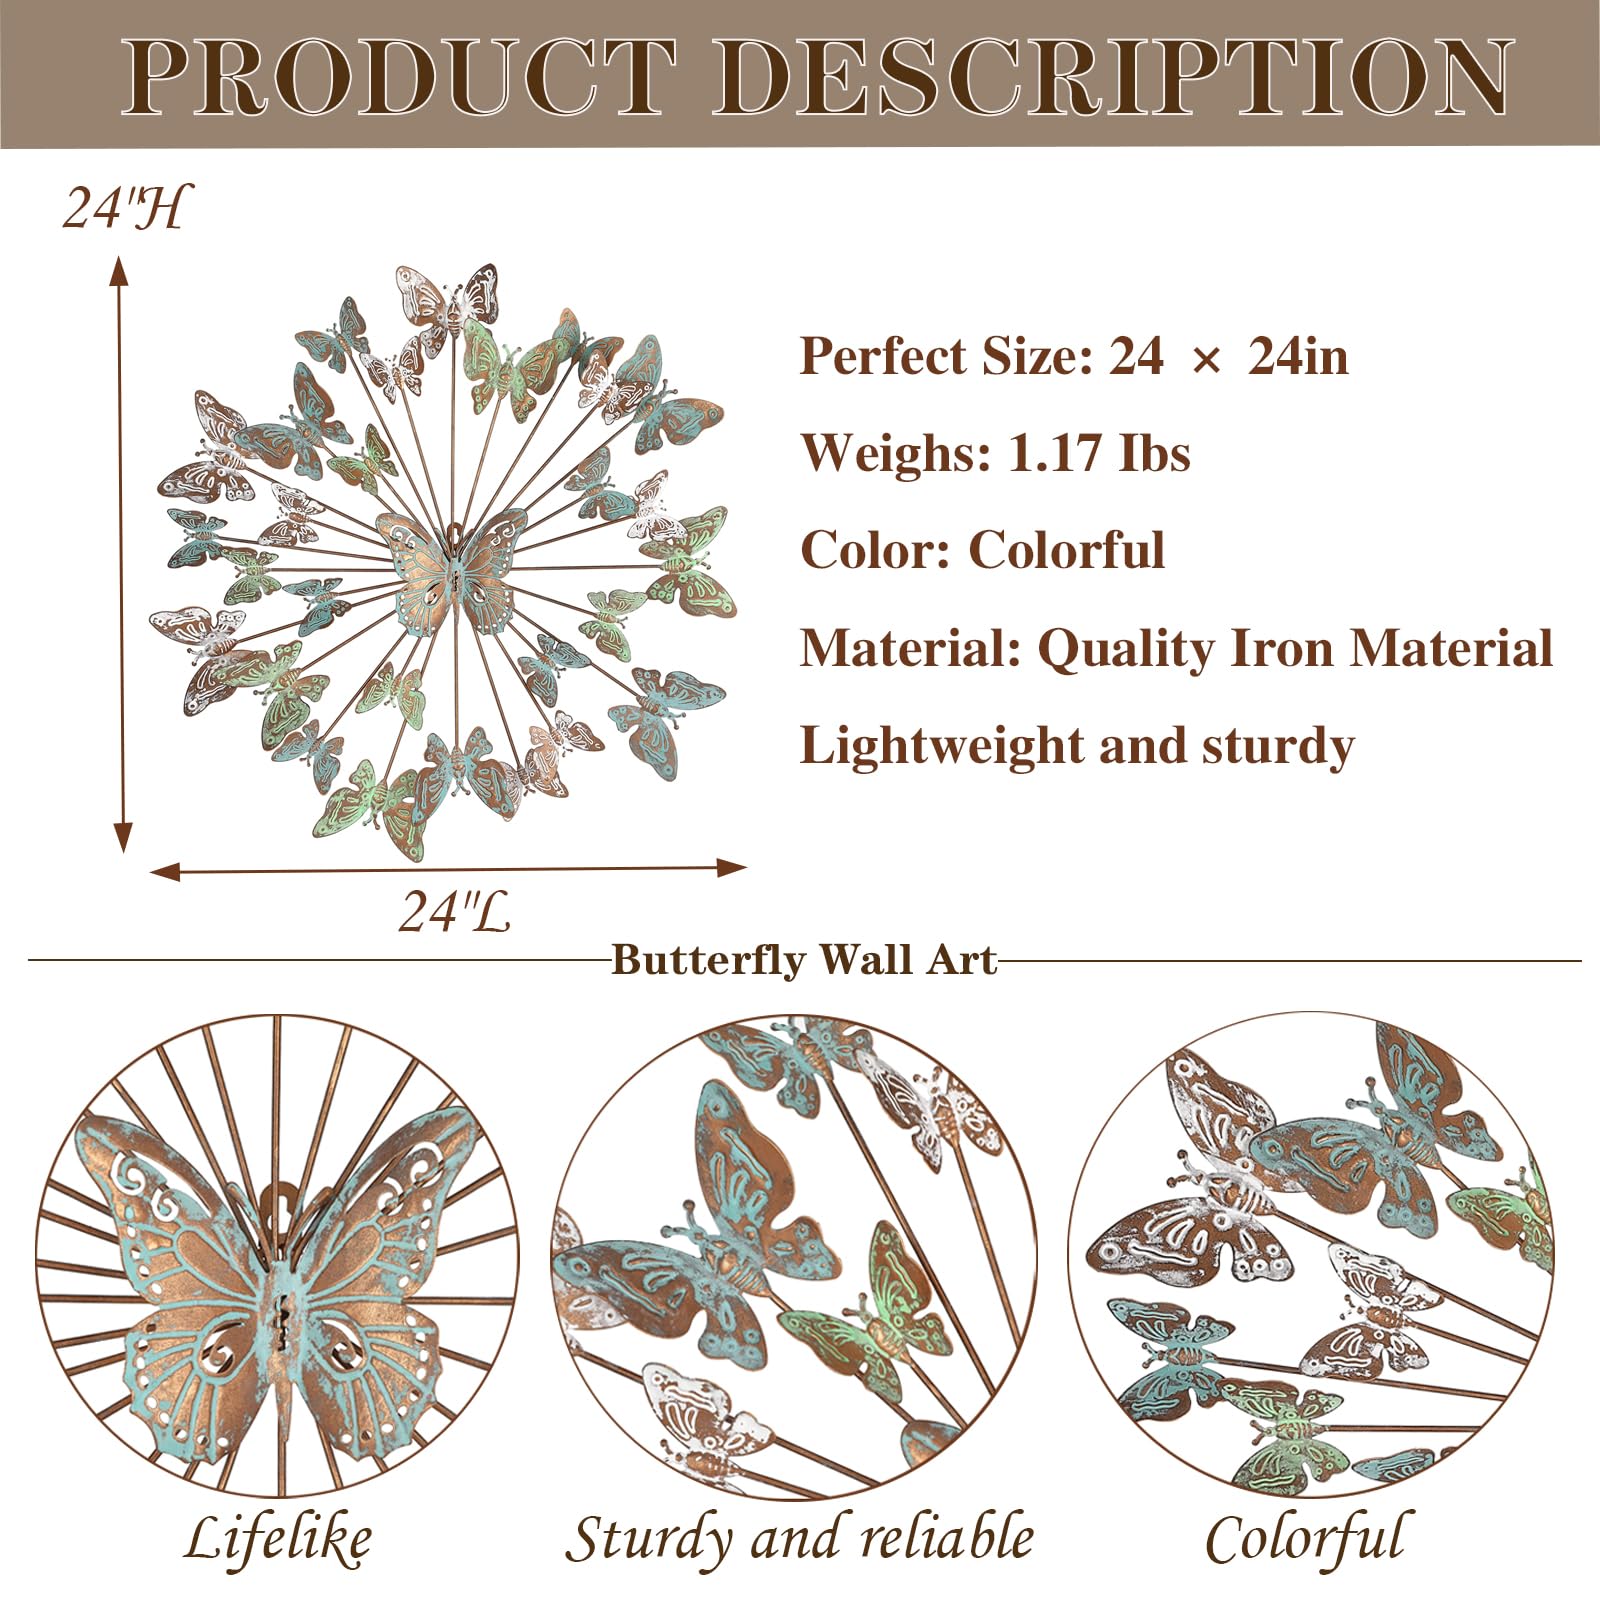 PRODUCT DESCRIPTION
24"H
Perfect Size: 24 × 24in
Weighs: 1.17 Ibs
Color: Colorful
Material: Quality Iron Material
Lightweight and sturdy
24"L
Butterfly Wall Art
Lifelike
Sturdy and reliable
Colorful